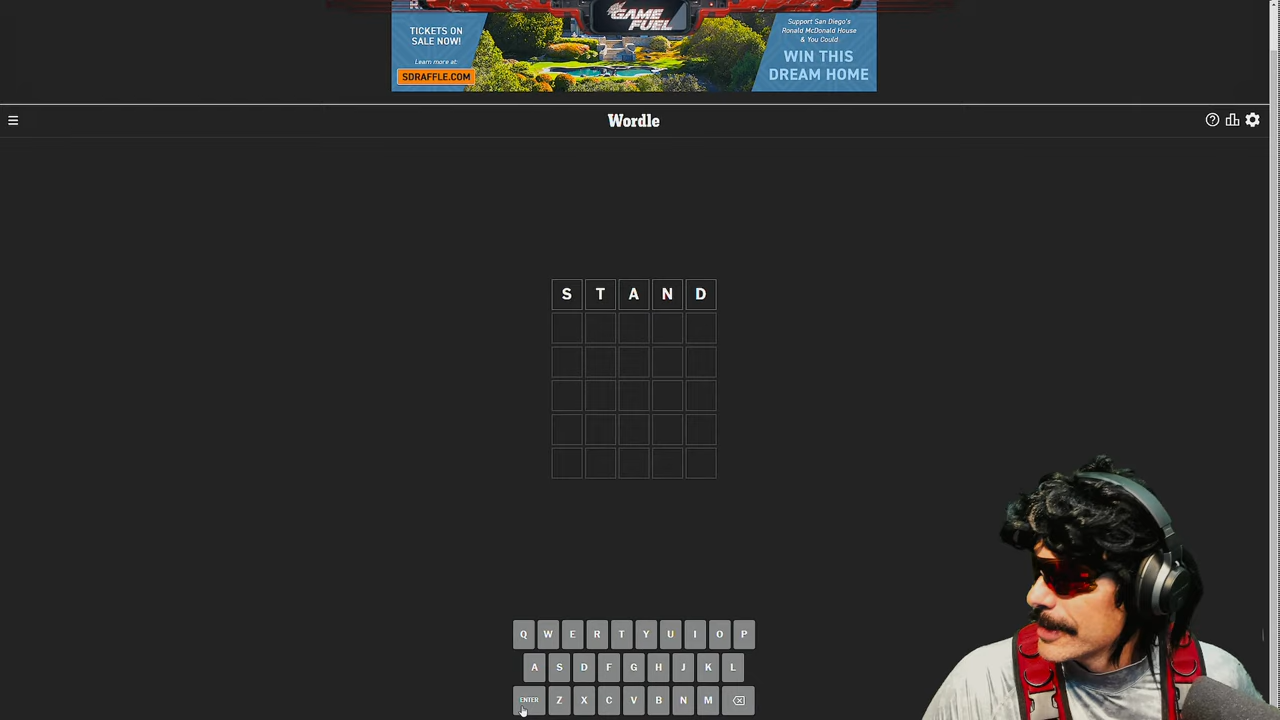 GAME
FUEL
TICKETS ON
SALE NOW!
Learn more at:
SDRAFFLE.COM
Support San Diego's
Ronald McDonald House
& You Could
WIN THIS
DREAM HOME
Wordle
S T A N D
Q W E R T Y U I O P
A S D F G H J K L
ENTER Z X C V B N M